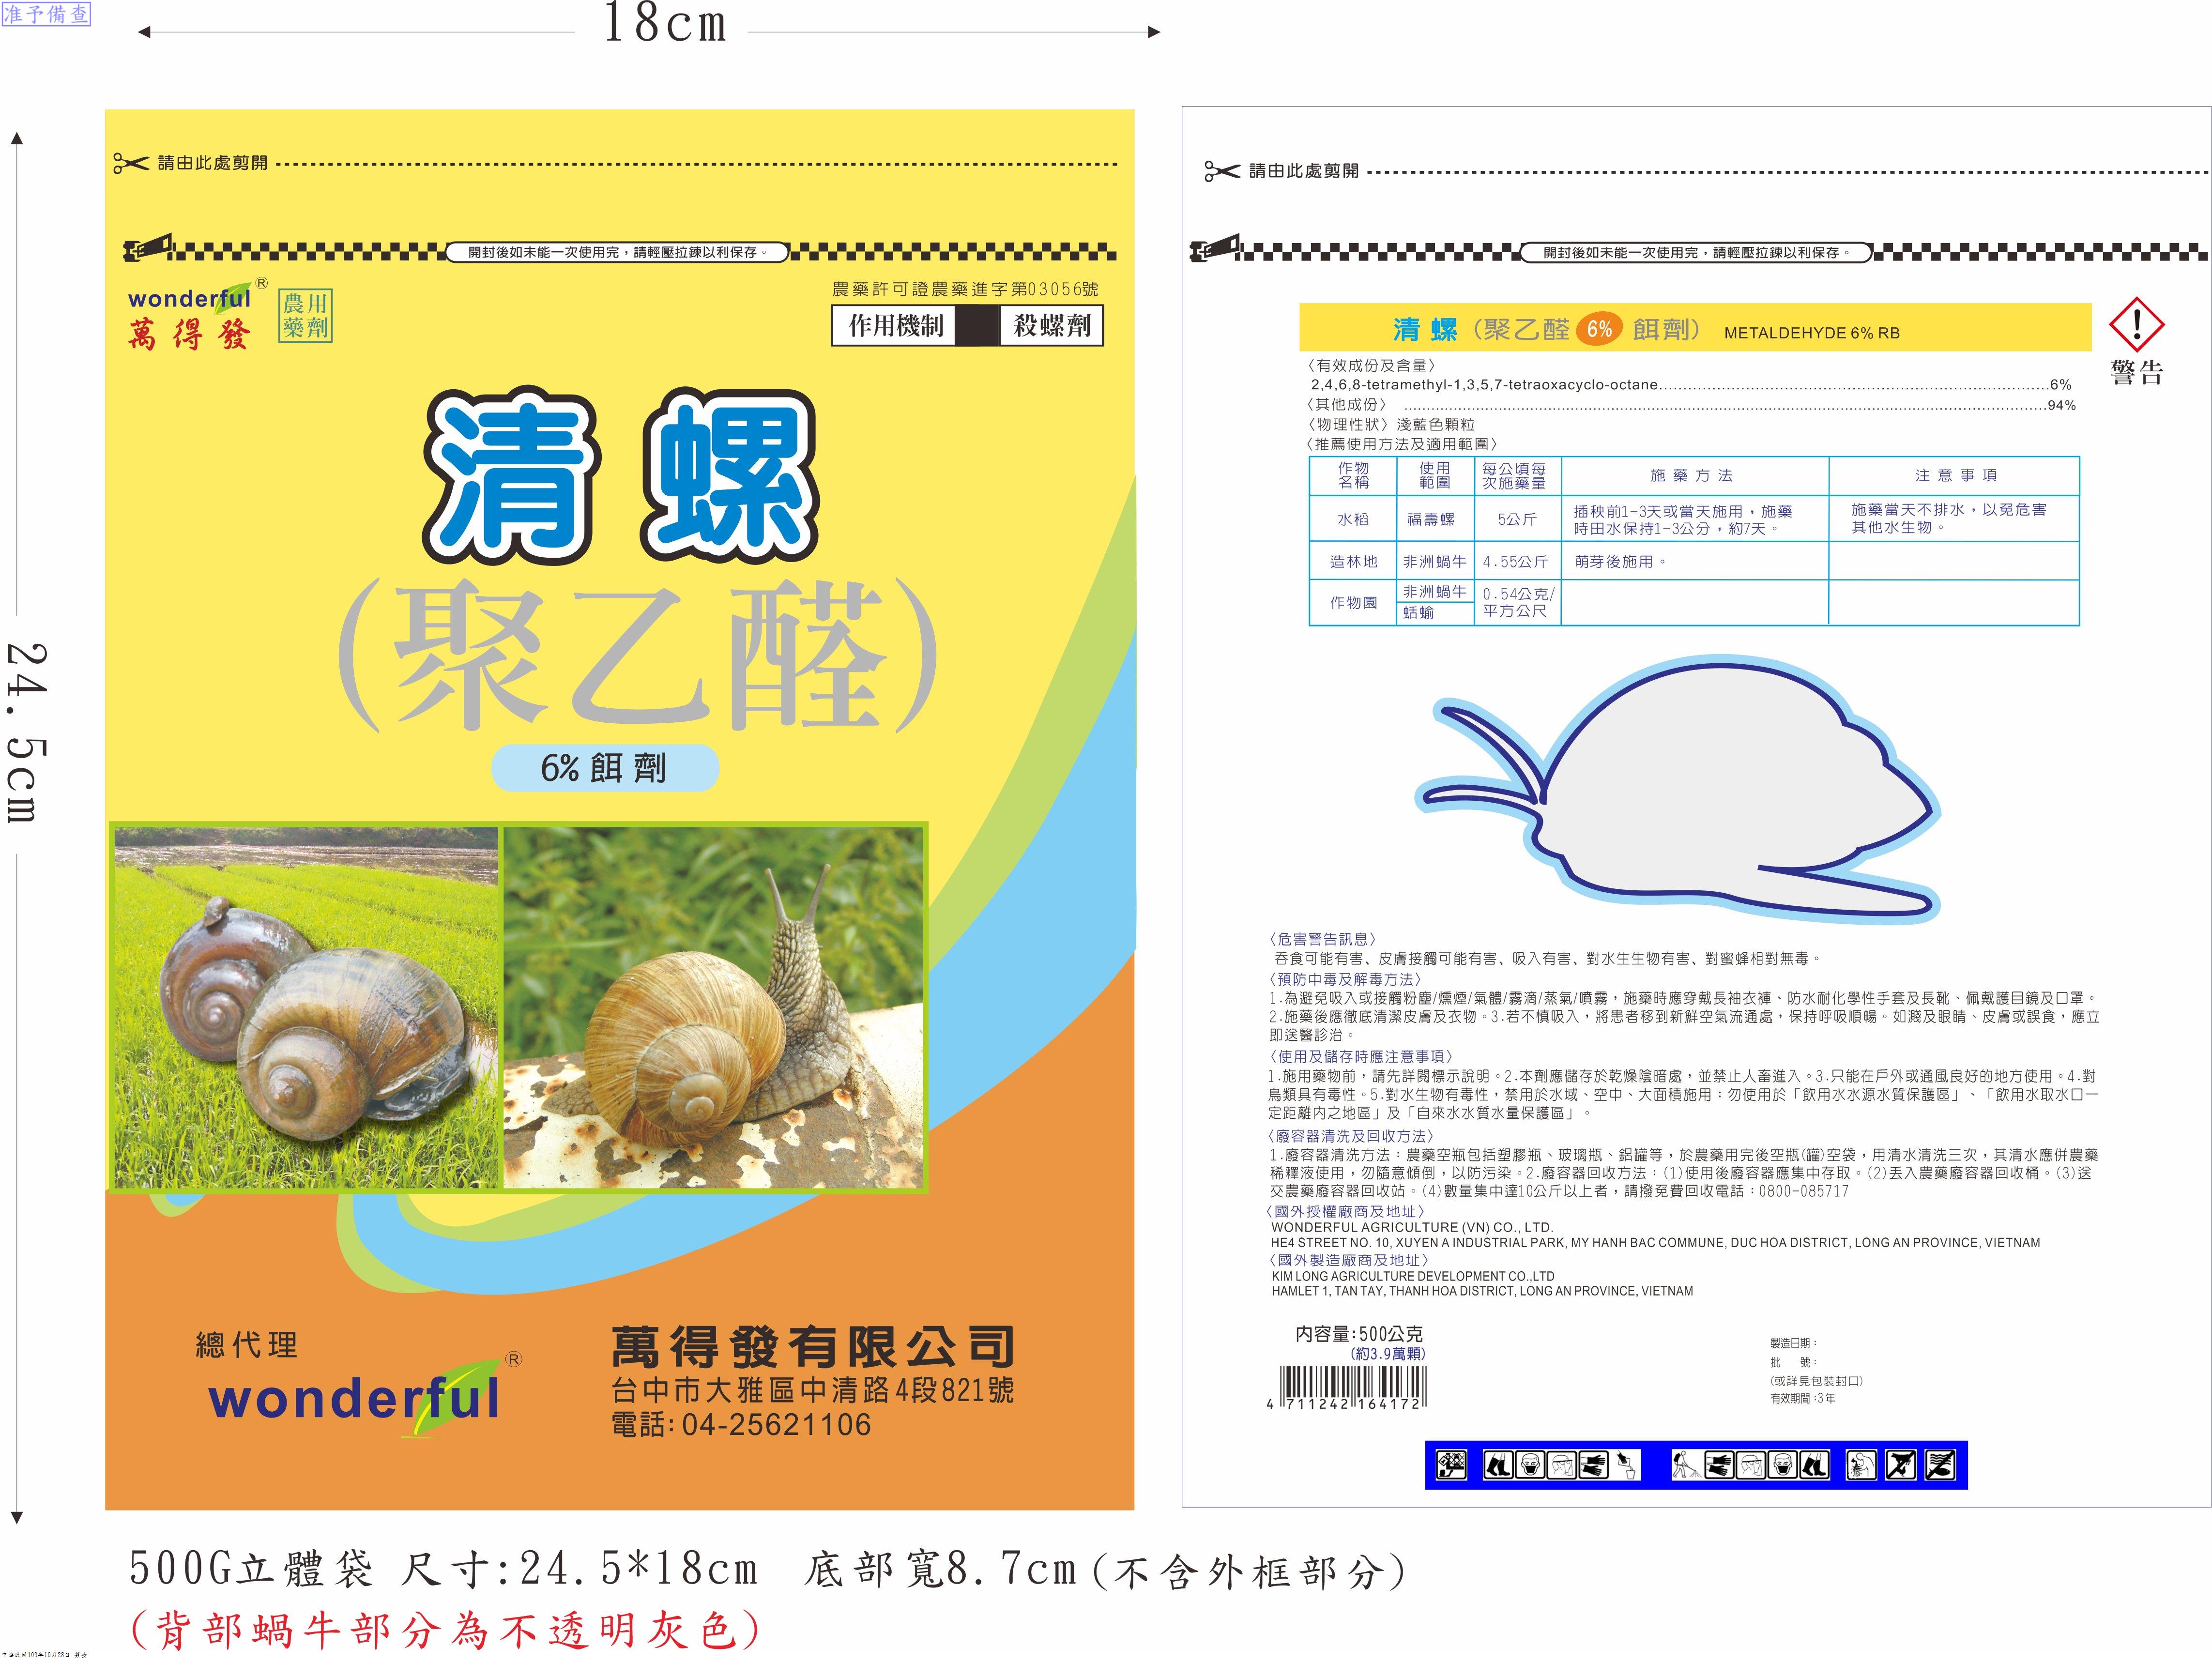 准予備查
18cm
24.5cm
請由此處剪開
開封後如未能一次使用完，請輕壓拉鍊以利保存。
wonderful®
萬得發
農用
藥劑
農藥許可證農藥進字第03056號
作用機制 殺螺劑
清螺
(聚乙醛)
6%餌劑
總代理
wonderful®
萬得發有限公司
台中市大雅區中清路4段821號
電話:04-25621106
請由此處剪開
開封後如未能一次使用完，請輕壓拉鍊以利保存。
清螺(聚乙醛 6% 餌劑) METALDEHYDE 6% RB
警告
〈有效成份及含量〉
2,4,6,8-tetramethyl-1,3,5,7-tetraoxacyclo-octane...6%
〈其他成份〉...94%
〈物理性狀〉淺藍色顆粒
〈推薦使用方法及適用範圍〉
作物名稱 使用範圍 每公頃每次施藥量 施藥方法 注意事項
水稻 福壽螺 5公斤 插秧前1-3天或當天施用，施藥時田水保持1-3公分，約7天。 施藥當天不排水，以免危害其他水生物。
造林地 非洲蝸牛 4.55公斤 萌芽後施用。
作物園 非洲蝸牛 蛞蝓 0.54公克/平方公尺
〈危害警告訊息〉
吞食可能有害、皮膚接觸可能有害、吸入有害、對水生生物有害、對蜜蜂相對無毒。
〈預防中毒及解毒方法〉
1.為避免吸入或接觸粉塵/燻煙/氣體/霧滴/蒸氣/噴霧，施藥時應穿戴長袖衣褲、防水耐化學性手套及長靴、佩戴護目鏡及口罩。
2.施藥後應徹底清潔皮膚及衣物。3.若不慎吸入，將患者移到新鮮空氣流通處，保持呼吸順暢。如濺及眼睛、皮膚或誤食，應立
即送醫診治。
〈使用及儲存時應注意事項〉
1.施用藥物前，請先詳閱標示說明。2.本劑應儲存於乾燥陰暗處，並禁止人畜進入。3.只能在戶外或通風良好的地方使用。4.對
鳥類具有毒性。5.對水生物有毒性，禁用於水域、空中、大面積施用；勿使用於「飲用水水源水質保護區」、「飲用水取水口一
定距離內之地區」及「自來水水質水量保護區」。
〈廢容器清洗及回收方法〉
1.廢容器清洗方法：農藥空瓶包括塑膠瓶、玻璃瓶、鋁罐等，於農藥用完後空瓶(罐)空袋，用清水清洗三次，其清水應併農藥
稀釋液使用，勿隨意傾倒，以防污染。2.廢容器回收方法：(1)使用後廢容器應集中存取。(2)丟入農藥廢容器回收桶。(3)送
交農藥廢容器回收站。(4)數量集中達10公斤以上者，請撥免費回收電話：0800-085717
〈國外授權廠商及地址〉
WONDERFUL AGRICULTURE (VN) CO., LTD.
HE4 STREET NO. 10, XUYEN A INDUSTRIAL PARK, MY HANH BAC COMMUNE, DUC HOA DISTRICT, LONG AN PROVINCE, VIETNAM
〈國外製造廠商及地址〉
KIM LONG AGRICULTURE DEVELOPMENT CO.,LTD
HAMLET 1, TAN TAY, THANH HOA DISTRICT, LONG AN PROVINCE, VIETNAM
內容量:500公克
(約3.9萬顆)
4 711242 164172
製造日期：
批 號：
(或詳見包裝封口)
有效期間:3年
500G立體袋 尺寸:24.5*18cm 底部寬8.7cm(不含外框部分)
(背部蝸牛部分為不透明灰色)
中華民國109年10月28日 簽發